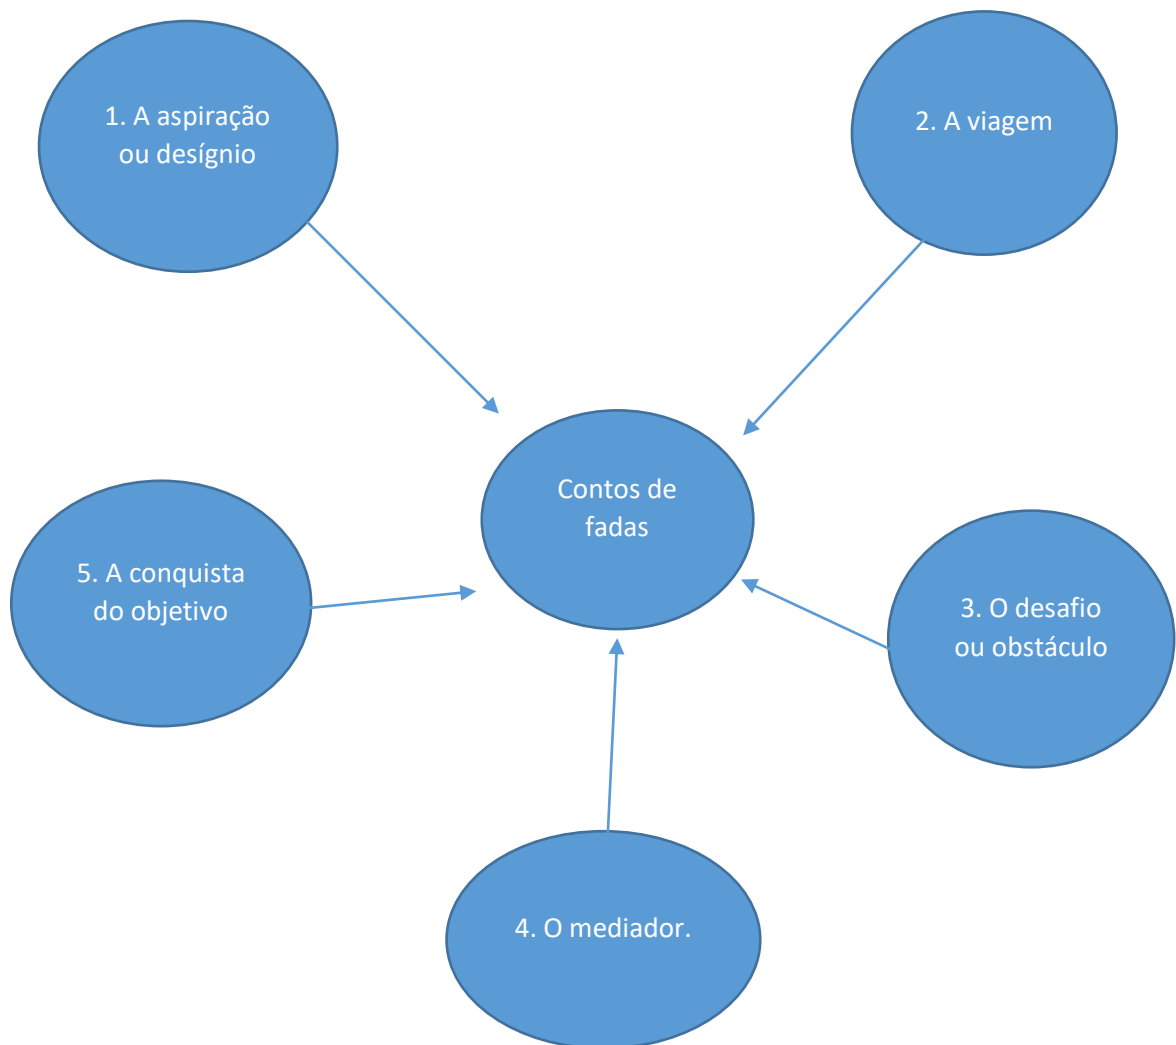 1. A aspiração
ou desígnio
2. A viagem
Contos de
fadas
3. O desafio
ou obstáculo
4. O mediador.
5. A conquista
do objetivo